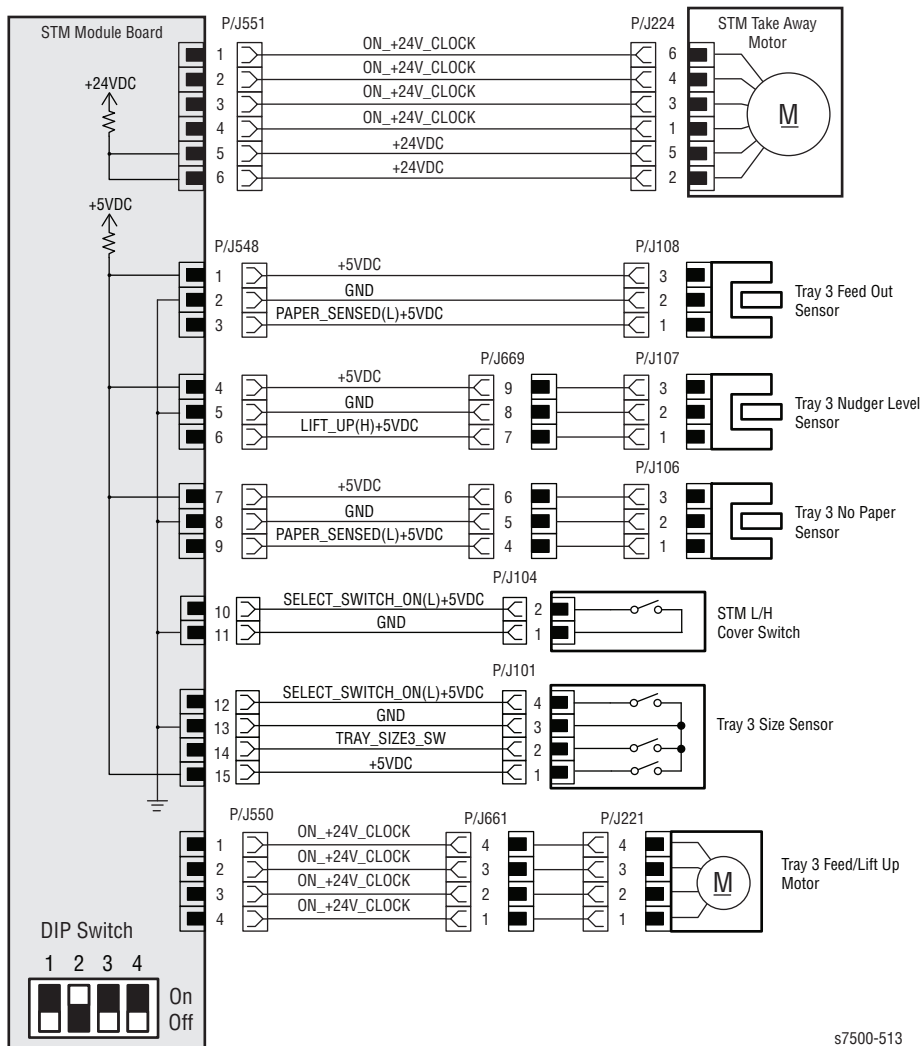 STM Module Board
P/J551
P/J224
STM Take Away
Motor
+24VDC
1 ON_+24V_CLOCK 6
2 ON_+24V_CLOCK 4
3 ON_+24V_CLOCK 3
4 ON_+24V_CLOCK 1
5 +24VDC 5
6 +24VDC 2
M
+5VDC
P/J548
P/J108
1 +5VDC 3
2 GND 2
3 PAPER_SENSED(L)+5VDC 1
Tray 3 Feed Out
Sensor
P/J669
P/J107
4 +5VDC 9 3
5 GND 8 2
6 LIFT_UP(H)+5VDC 7 1
Tray 3 Nudger Level
Sensor
P/J106
7 +5VDC 6 3
8 GND 5 2
9 PAPER_SENSED(L)+5VDC 4 1
Tray 3 No Paper
Sensor
P/J104
10 SELECT_SWITCH_ON(L)+5VDC 2
11 GND 1
STM L/H
Cover Switch
P/J101
12 SELECT_SWITCH_ON(L)+5VDC 4
13 GND 3
14 TRAY_SIZE3_SW 2
15 +5VDC 1
Tray 3 Size Sensor
P/J550
P/J661
P/J221
1 ON_+24V_CLOCK 4 4
2 ON_+24V_CLOCK 3 3
3 ON_+24V_CLOCK 2 2
4 ON_+24V_CLOCK 1 1
M
Tray 3 Feed/Lift Up
Motor
DIP Switch
1 2 3 4
On
Off
s7500-513